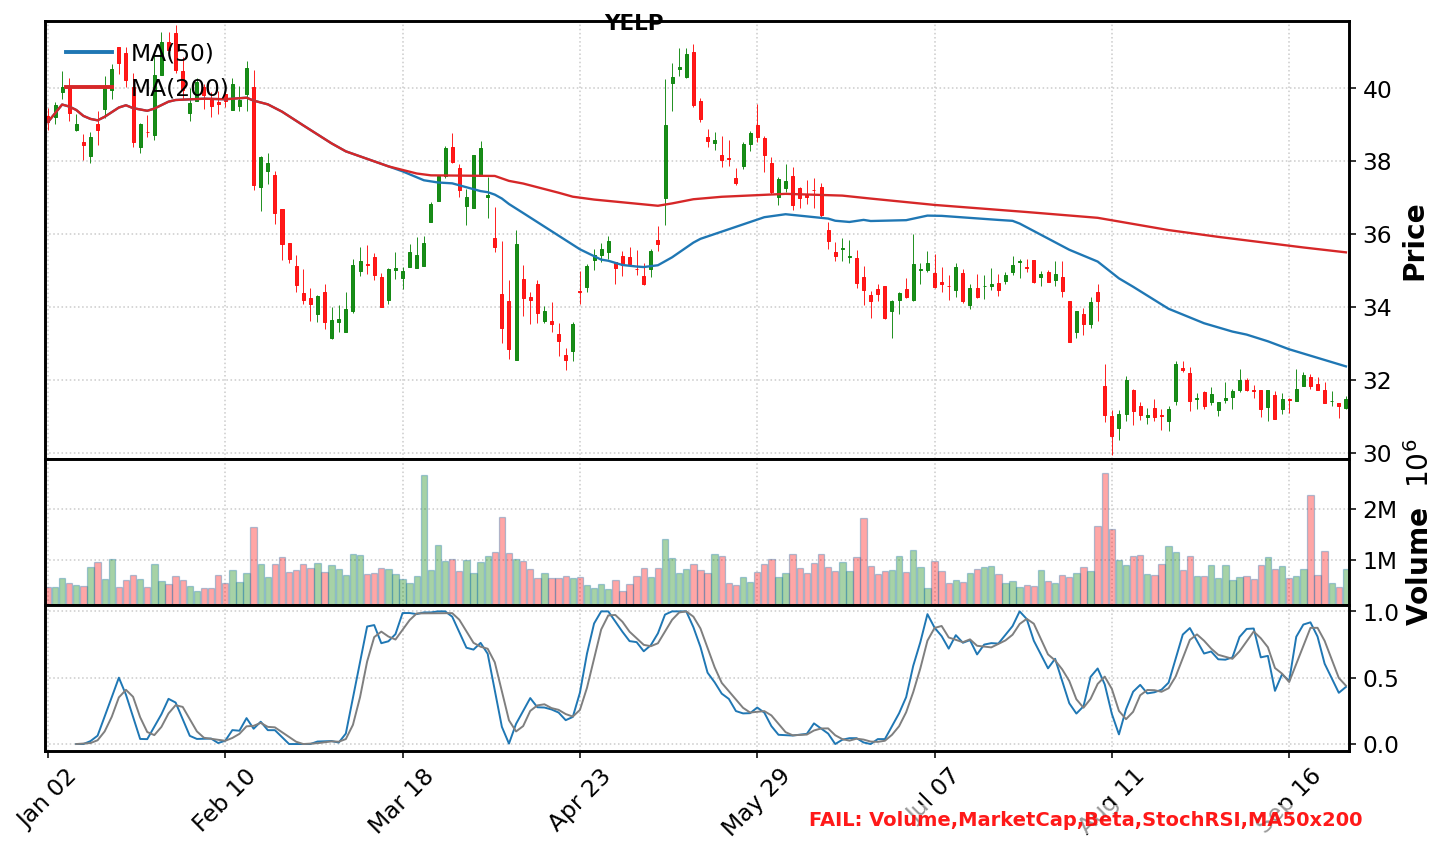 YELP
MA(50)
MA(200)
40
38
36
34
32
30
Price
10^6
2M
1M
Volume
1.0
0.5
0.0
Jan 02
Feb 10
Mar 18
Apr 23
May 29
Jul 07
Aug 11
Sep 16
FAIL: Volume,MarketCap,Beta,StochRSI,MA50x200